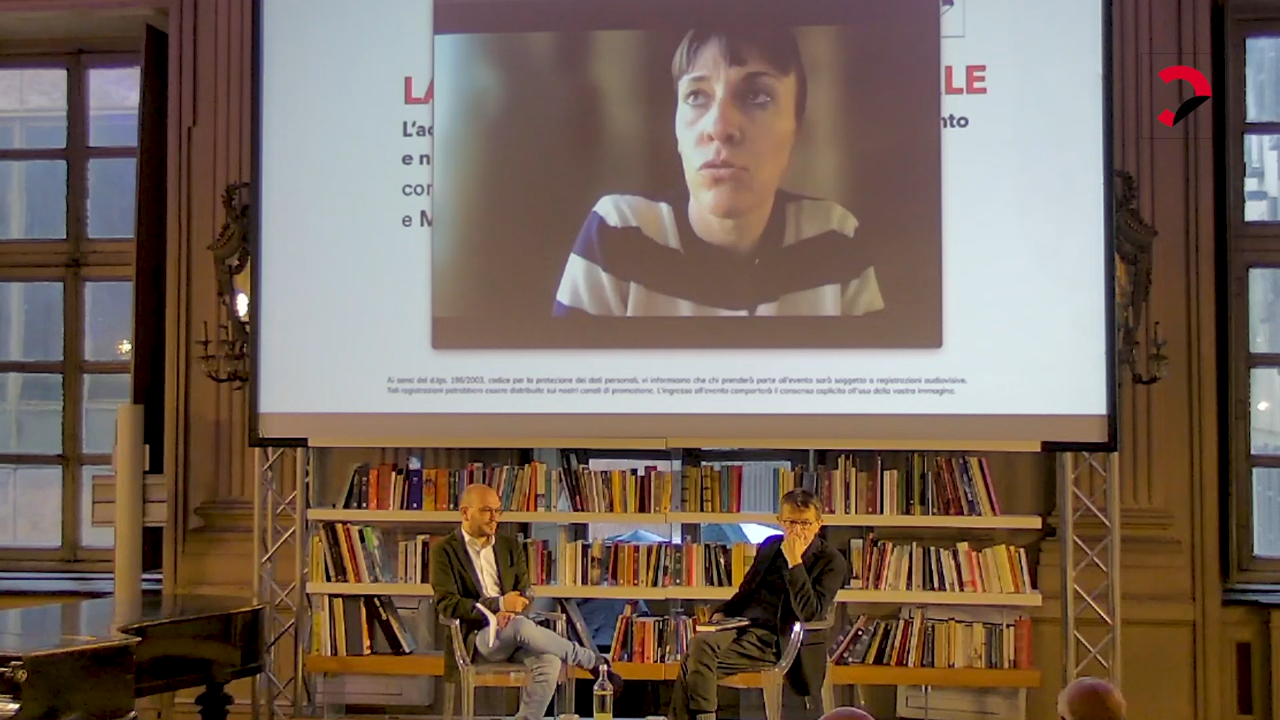 LA
ALE
L'ac
nto
e n
con
e M
Ai sensi del d.lgs. 196/2003, codice per la protezione dei dati personali, vi informiamo che chi prenderà parte all'evento sarà soggetto a registrazioni audiovisive.
Tali registrazioni potrebbero essere distribuite sui nostri canali di promozione. L'ingresso all'evento comporterà il consenso esplicito all'uso della vostra immagine.